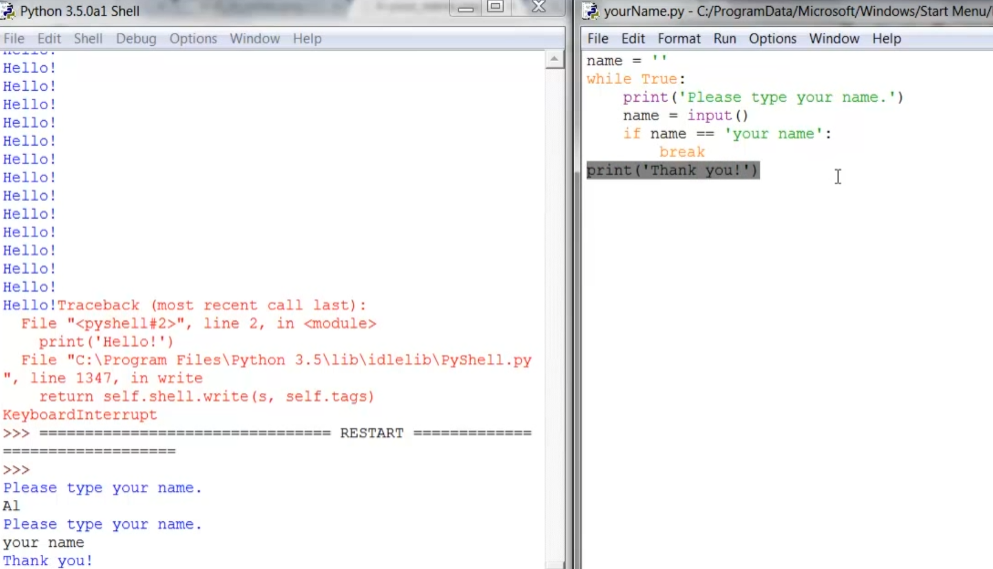 Python 3.5.0a1 Shell
File Edit Shell Debug Options Window Help
Hello!
Hello!
Hello!
Hello!
Hello!
Hello!
Hello!
Hello!
Hello!
Hello!
Hello!
Hello!
Hello!
Hello!
Hello!Traceback (most recent call last):
  File "<pyshell#2>", line 2, in <module>
    print('Hello!')
  File "C:\Program Files\Python 3.5\lib\idlelib\PyShell.py
", line 1347, in write
    return self.shell.write(s, self.tags)
KeyboardInterrupt
>>> ================================ RESTART =============
===================
>>>
Please type your name.
Al
Please type your name.
your name
Thank you!
yourName.py - C:/ProgramData/Microsoft/Windows/Start Menu/
File Edit Format Run Options Window Help
name = ''
while True:
    print('Please type your name.')
    name = input()
    if name == 'your name':
        break
print('Thank you!')